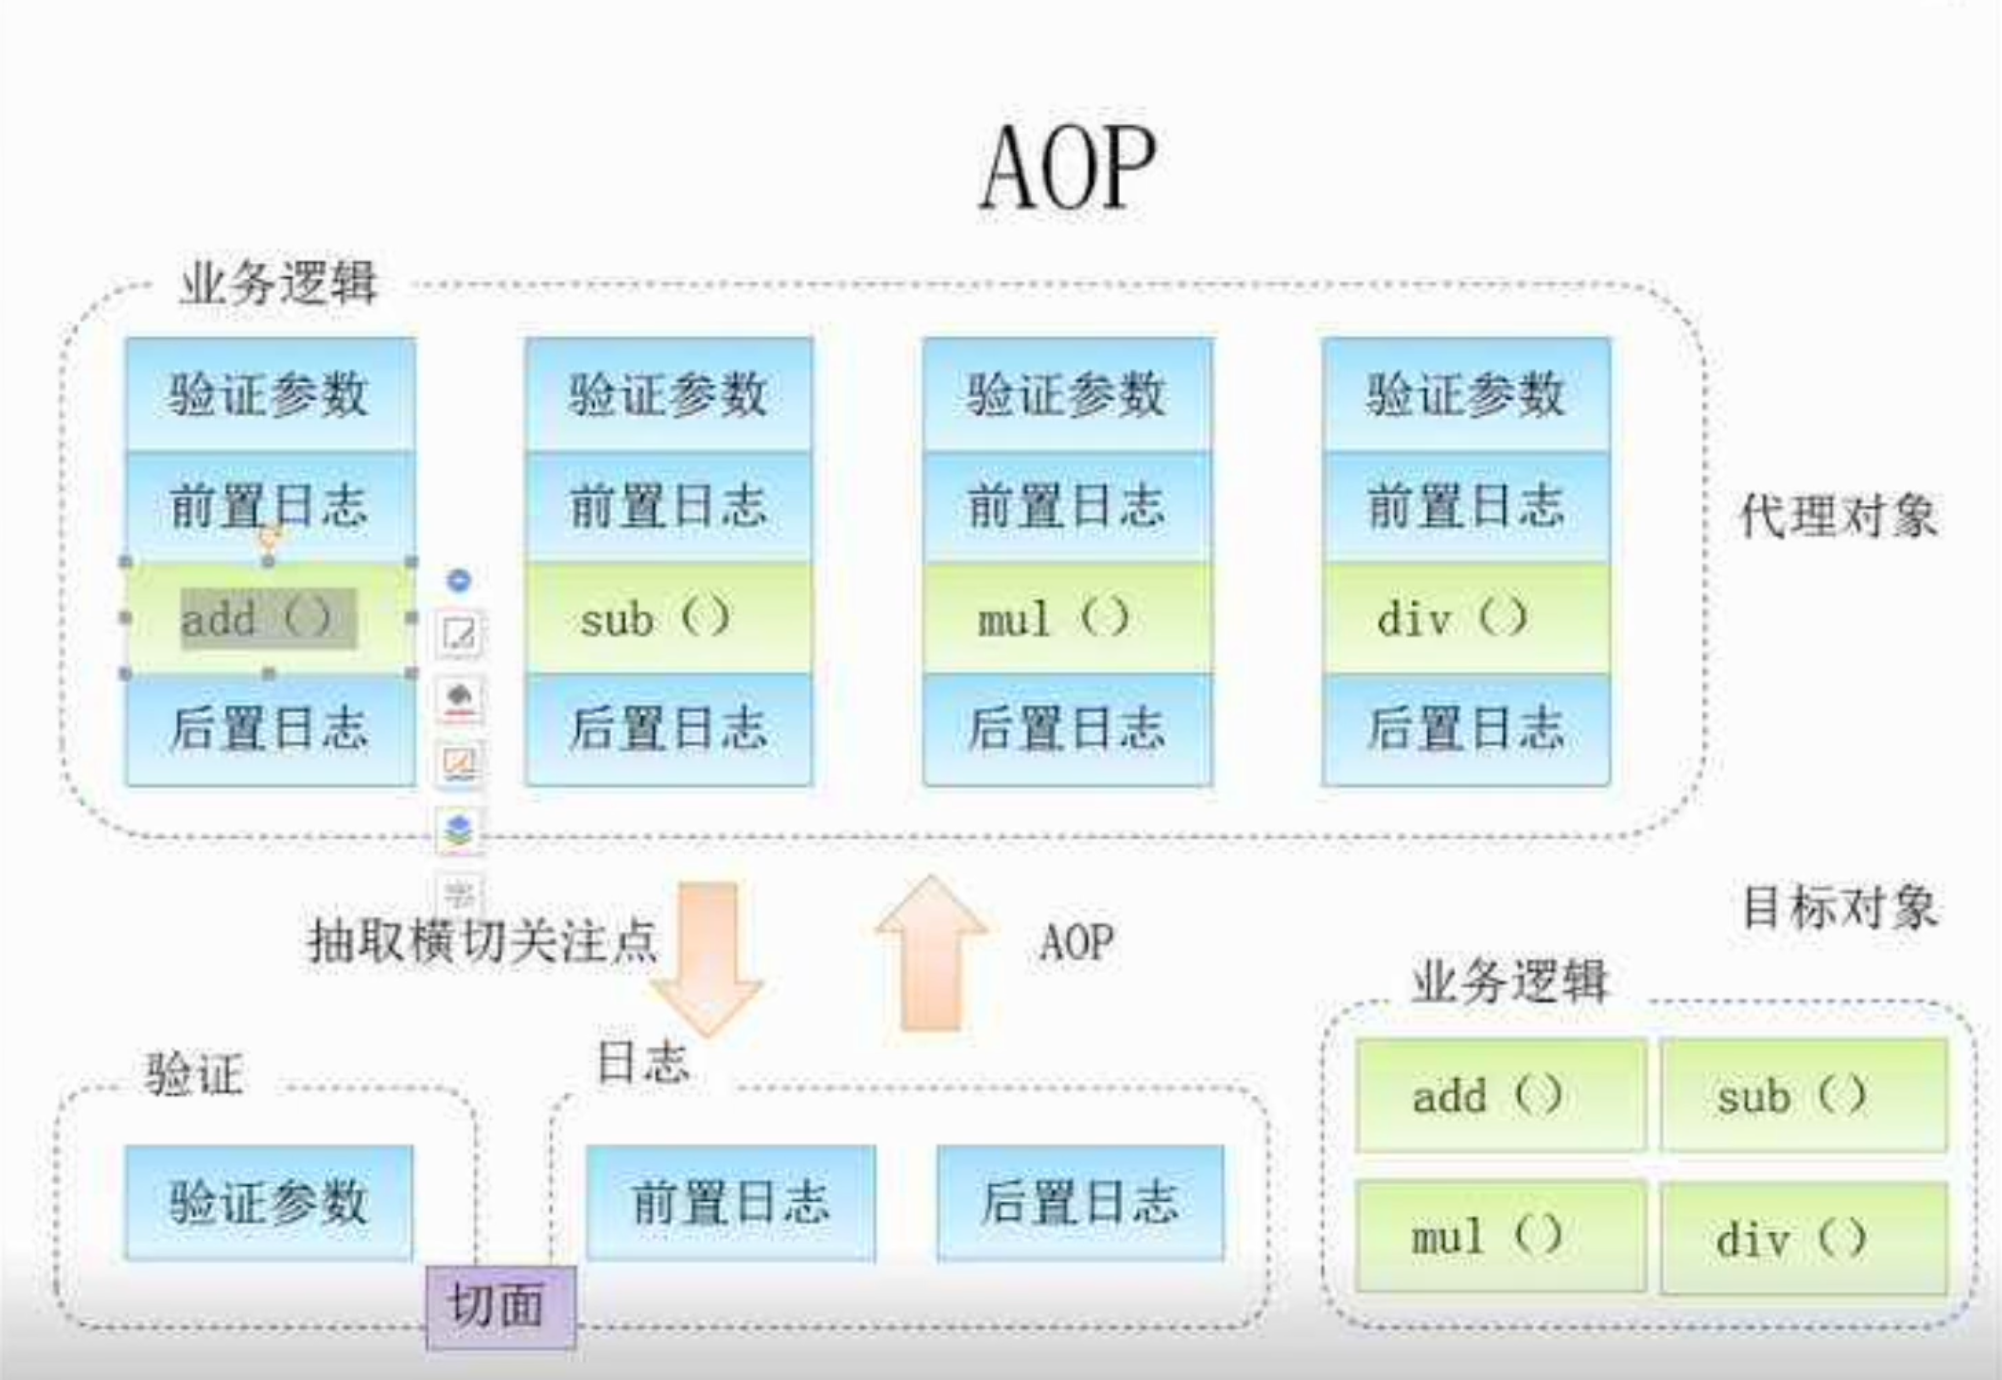 AOP
业务逻辑
验证参数 验证参数 验证参数 验证参数
前置日志 前置日志 前置日志 前置日志
代理对象
add() sub() mul() div()
后置日志 后置日志 后置日志 后置日志
抽取横切关注点
AOP
目标对象
业务逻辑
验证
日志
add() sub()
验证参数
前置日志 后置日志
mul() div()
切面